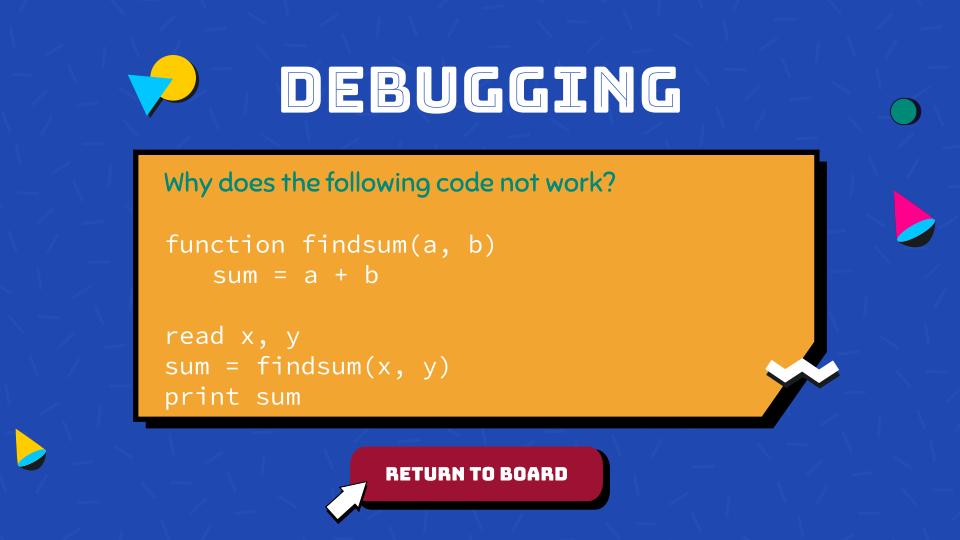 DEBUGGING
Why does the following code not work?
function findsum(a, b)
    sum = a + b
read x, y
sum = findsum(x, y)
print sum
RETURN TO BOARD